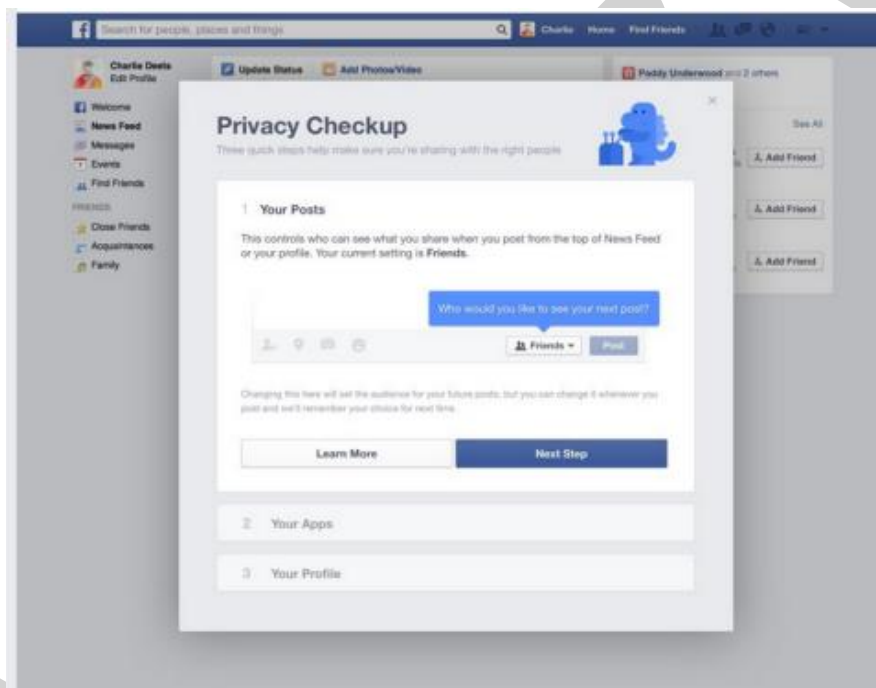 f
Search for people, places and things
Charlie Home Find Friends
Charlie Deets
Edit Profile
Welcome
News Feed
Messages
Events
Find Friends
FRIENDS
Close Friends
Acquaintances
Family
Update Status Add Photos/Video
Paddy Underwood and 2 others
See All
Add Friend
Add Friend
Add Friend
Privacy Checkup
Three quick steps help make sure you're sharing with the right people
1 Your Posts
This controls who can see what you share when you post from the top of News Feed
or your profile. Your current setting is Friends.
Who would you like to see your next post?
Friends
Post
Changing this here will set the audience for your future posts, but you can change it whenever you
post and we'll remember your choice for next time.
Learn More
Next Step
2 Your Apps
3 Your Profile